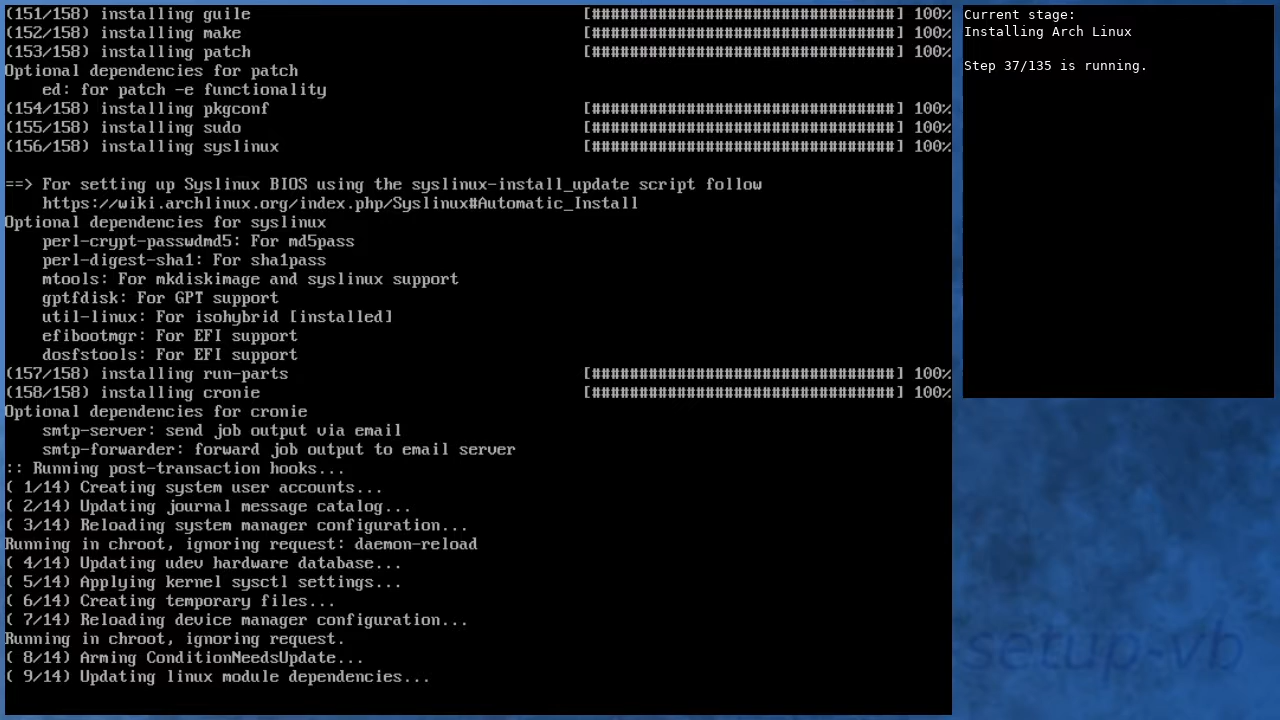 (151/158) installing guile [################################] 100%
(152/158) installing make [################################] 100%
(153/158) installing patch [################################] 100%
Optional dependencies for patch
ed: for patch -e functionality
(154/158) installing pkgconf [################################] 100%
(155/158) installing sudo [################################] 100%
(156/158) installing syslinux [################################] 100%
==> For setting up Syslinux BIOS using the syslinux-install_update script follow
https://wiki.archlinux.org/index.php/Syslinux#Automatic_Install
Optional dependencies for syslinux
perl-crypt-passwdmd5: For md5pass
perl-digest-sha1: For sha1pass
mtools: For mkdiskimage and syslinux support
gptfdisk: For GPT support
util-linux: For isohybrid [installed]
efibootmgr: For EFI support
dosfstools: For EFI support
(157/158) installing run-parts [################################] 100%
(158/158) installing cronie [################################] 100%
Optional dependencies for cronie
smtp-server: send job output via email
smtp-forwarder: forward job output to email server
:: Running post-transaction hooks...
( 1/14) Creating system user accounts...
( 2/14) Updating journal message catalog...
( 3/14) Reloading system manager configuration...
Running in chroot, ignoring request: daemon-reload
( 4/14) Updating udev hardware database...
( 5/14) Applying kernel sysctl settings...
( 6/14) Creating temporary files...
( 7/14) Reloading device manager configuration...
Running in chroot, ignoring request.
( 8/14) Arming ConditionNeedsUpdate...
( 9/14) Updating linux module dependencies...
Current stage:
Installing Arch Linux
Step 37/135 is running.
setup-vb